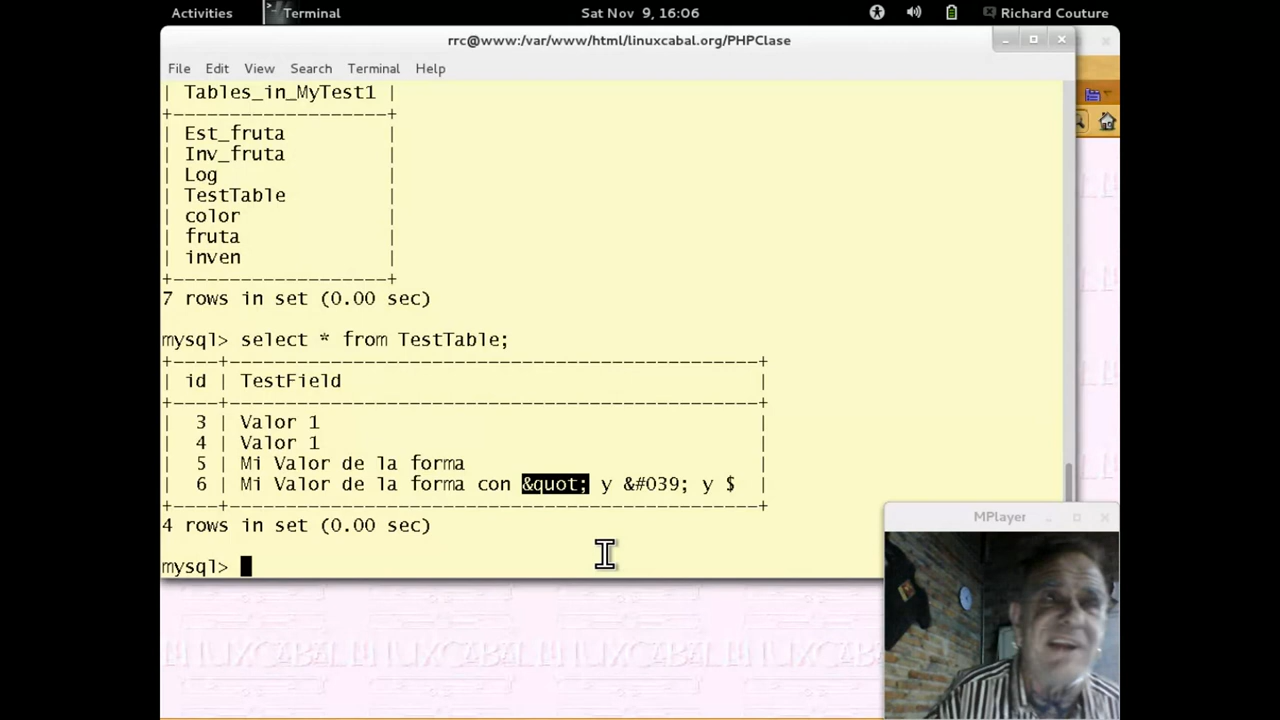 Activities Terminal Sat Nov 9, 16:06 Richard Couture
rrc@www:/var/www/html/linuxcabal.org/PHPClase
File Edit View Search Terminal Help
| Tables_in_MyTest1 |
+-------------------+
| Est_fruta |
| Inv_fruta |
| Log |
| TestTable |
| color |
| fruta |
| inven |
+-------------------+
7 rows in set (0.00 sec)
mysql> select * from TestTable;
+----+-----------------------------------------------+
| id | TestField |
+----+-----------------------------------------------+
| 3 | Valor 1 |
| 4 | Valor 1 |
| 5 | Mi Valor de la forma |
| 6 | Mi Valor de la forma con &quot; y &#039; y $ |
+----+-----------------------------------------------+
4 rows in set (0.00 sec)
mysql>
MPlayer
LINUXCABAL